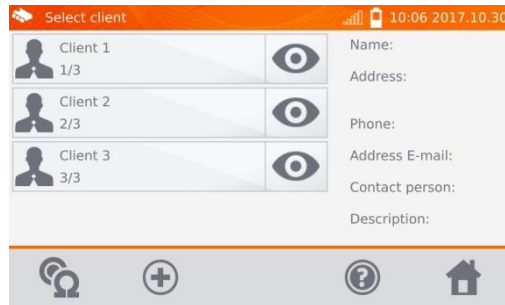 Select client
10:06 2017.10.30
Client 1
1/3
Client 2
2/3
Client 3
3/3
Name:
Address:
Phone:
Address E-mail:
Contact person:
Description: